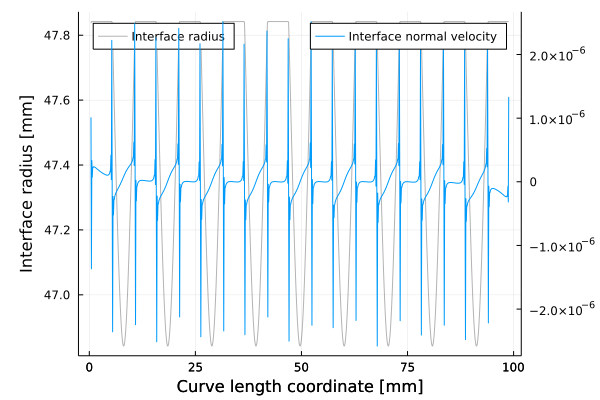 Interface radius
Interface normal velocity
47.8
47.6
47.4
47.2
47.0
Interface radius [mm]
2.0×10⁻⁶
1.0×10⁻⁶
0
-1.0×10⁻⁶
-2.0×10⁻⁶
0 25 50 75 100
Curve length coordinate [mm]